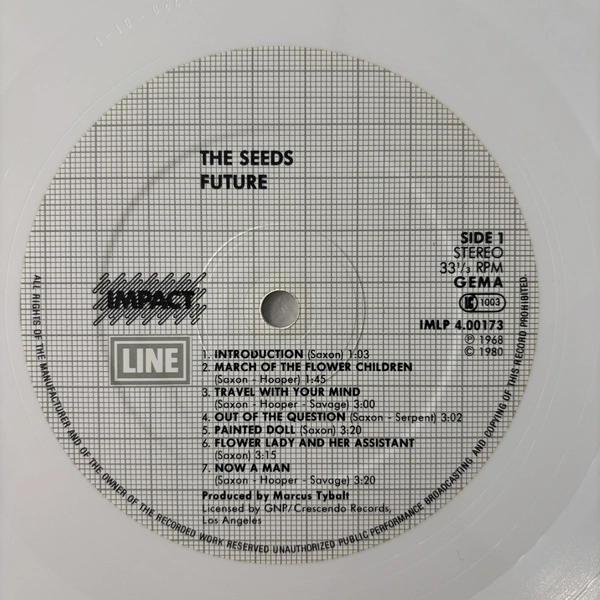 THE SEEDS
FUTURE
SIDE 1
STEREO
33⅓ RPM
GEMA
LC 1003
IMLP 4.00173
Ⓟ 1968
© 1980
IMPACT
LINE
1. INTRODUCTION (Saxon) 1:03
2. MARCH OF THE FLOWER CHILDREN
(Saxon - Hooper) 1:45
3. TRAVEL WITH YOUR MIND
(Saxon - Hooper - Savage) 3:00
4. OUT OF THE QUESTION (Saxon - Serpent) 3:02
5. PAINTED DOLL (Saxon) 3:20
6. FLOWER LADY AND HER ASSISTANT
(Saxon) 3:15
7. NOW A MAN
(Saxon - Hooper - Savage) 3:20
Produced by Marcus Tybalt
Licensed by GNP/Crescendo Records,
Los Angeles
ALL RIGHTS OF THE MANUFACTURER AND OF THE OWNER OF THE RECORDED WORK RESERVED UNAUTHORIZED PUBLIC PERFORMANCE BROADCASTING AND COPYING OF THIS RECORD PROHIBITED